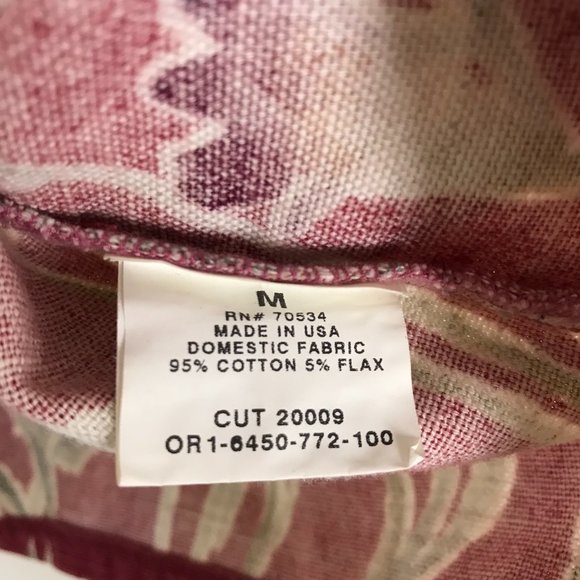 M
RN# 70534
MADE IN USA
DOMESTIC FABRIC
95% COTTON 5% FLAX
CUT 20009
OR1-6450-772-100